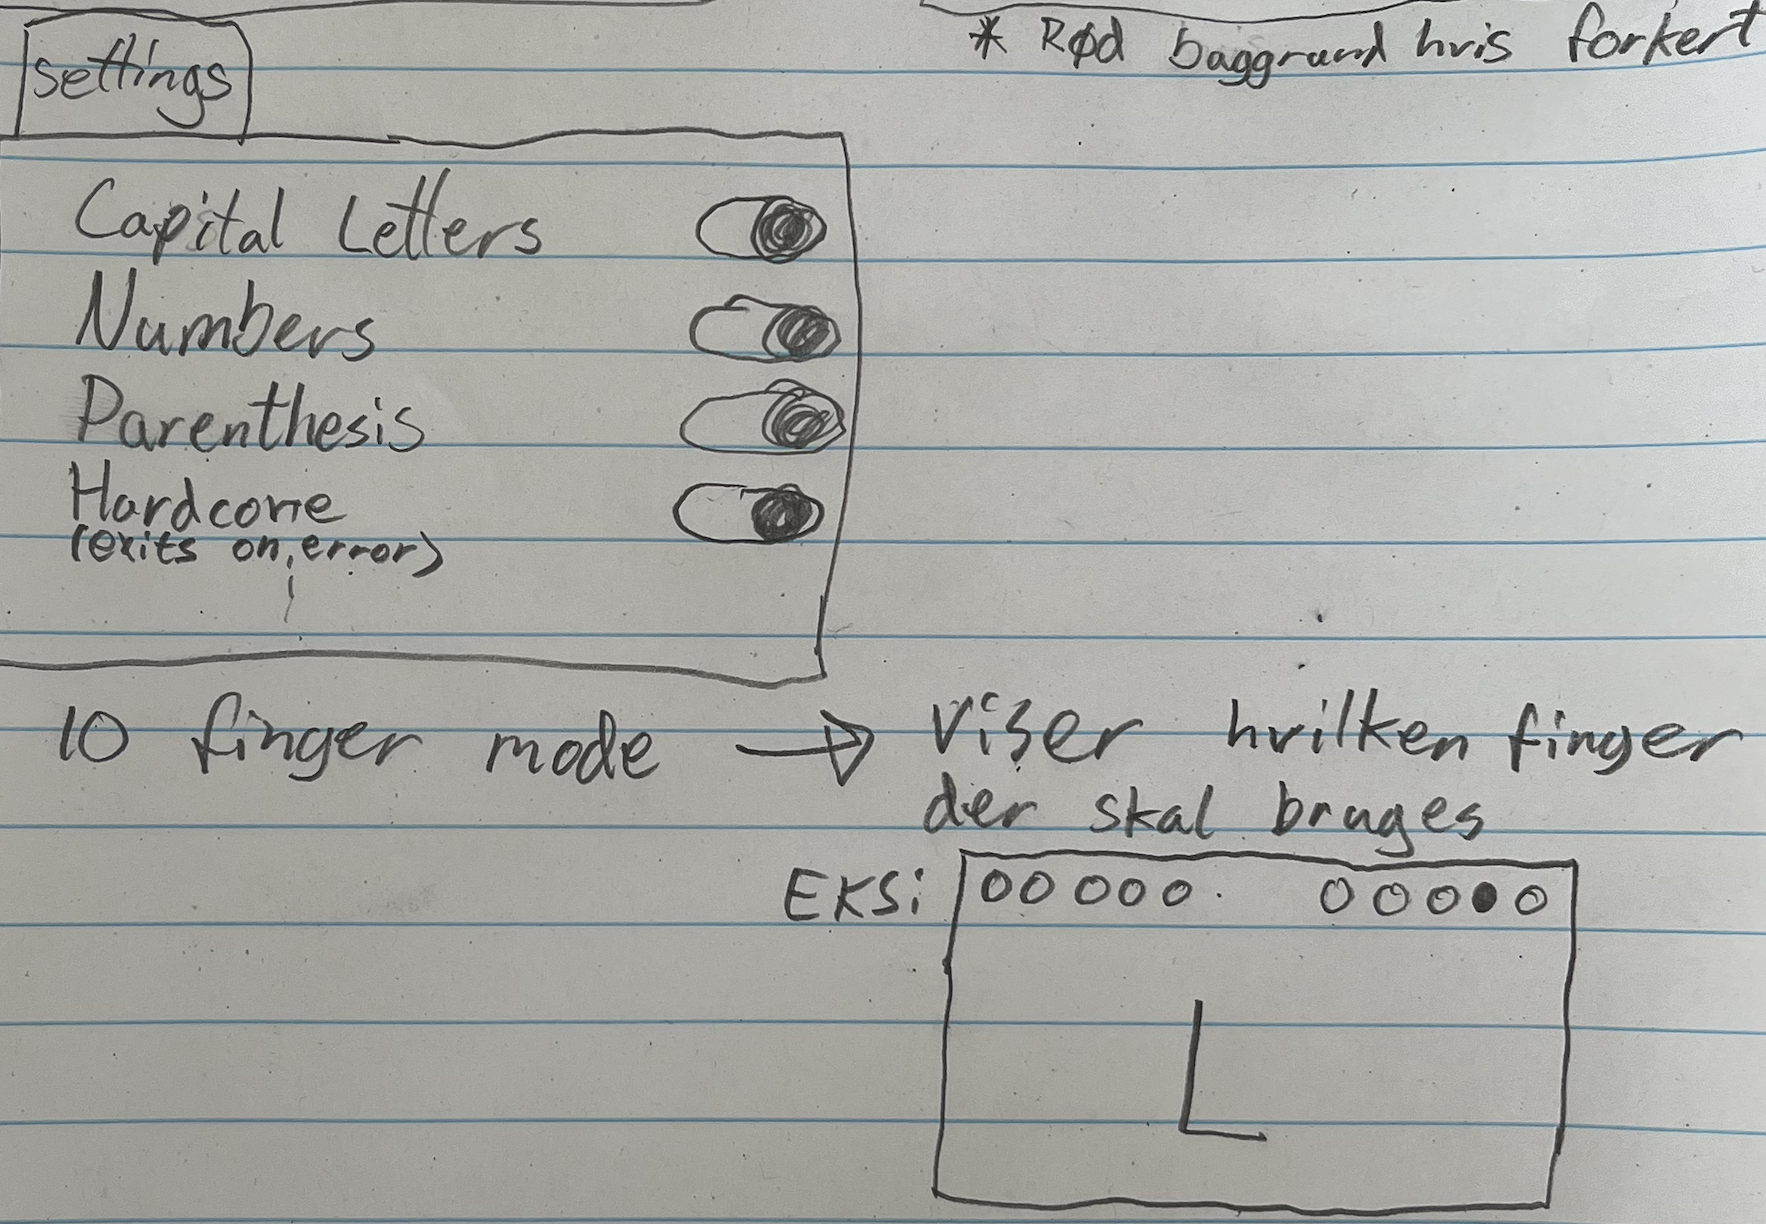 * Rød baggrund hvis forkert
settings
Capital Letters
Numbers
Parenthesis
Hardcore
(exits on error)
10 finger mode → Viser hvilken finger
der skal bruges
EKS:
L